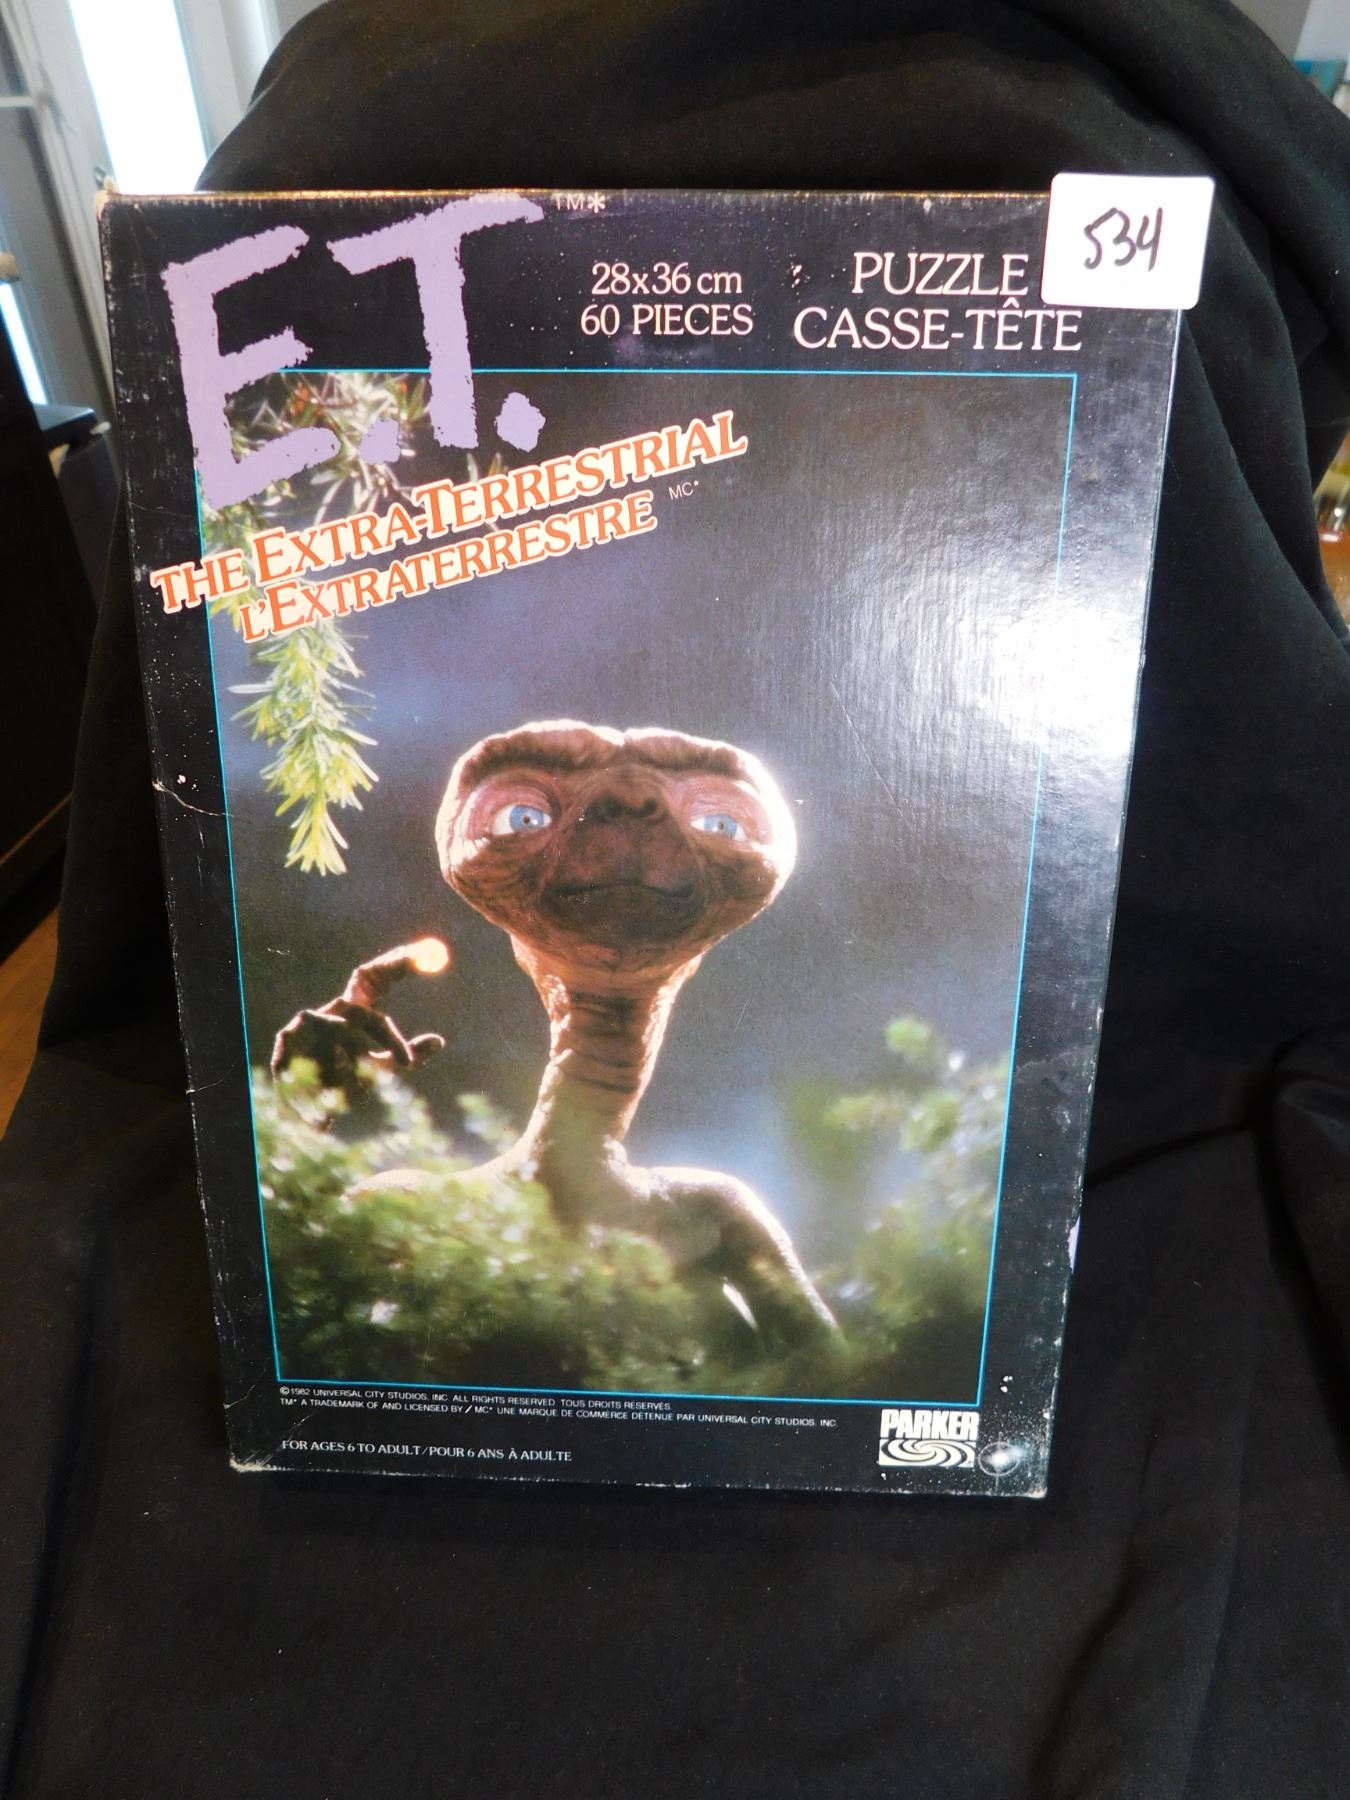 534
E.T.
TM*
28x36 cm
60 PIECES
PUZZLE
CASSE-TÊTE
THE EXTRA-TERRESTRIAL
L'EXTRATERRESTRE MC*
©1982 UNIVERSAL CITY STUDIOS, INC. ALL RIGHTS RESERVED TOUS DROITS RÉSERVÉS
TM* A TRADEMARK OF AND LICENSED BY / MC* UNE MARQUE DE COMMERCE DÉTENUE PAR UNIVERSAL CITY STUDIOS, INC.
FOR AGES 6 TO ADULT/POUR 6 ANS À ADULTE
PARKER